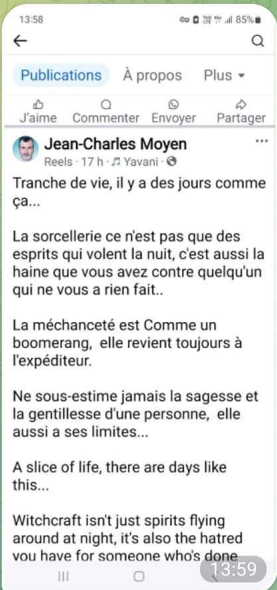 13:58
85%
Publications À propos Plus
J'aime Commenter Envoyer Partager
Jean-Charles Moyen
Reels · 17 h · Yavani ·
Tranche de vie, il y a des jours comme
ça...
La sorcellerie ce n'est pas que des
esprits qui volent la nuit, c'est aussi la
haine que vous avez contre quelqu'un
qui ne vous a rien fait..
La méchanceté est Comme un
boomerang, elle revient toujours à
l'expéditeur.
Ne sous-estime jamais la sagesse et
la gentillesse d'une personne, elle
aussi a ses limites...
A slice of life, there are days like
this...
Witchcraft isn't just spirits flying
around at night, it's also the hatred
you have for someone who's done
13:59